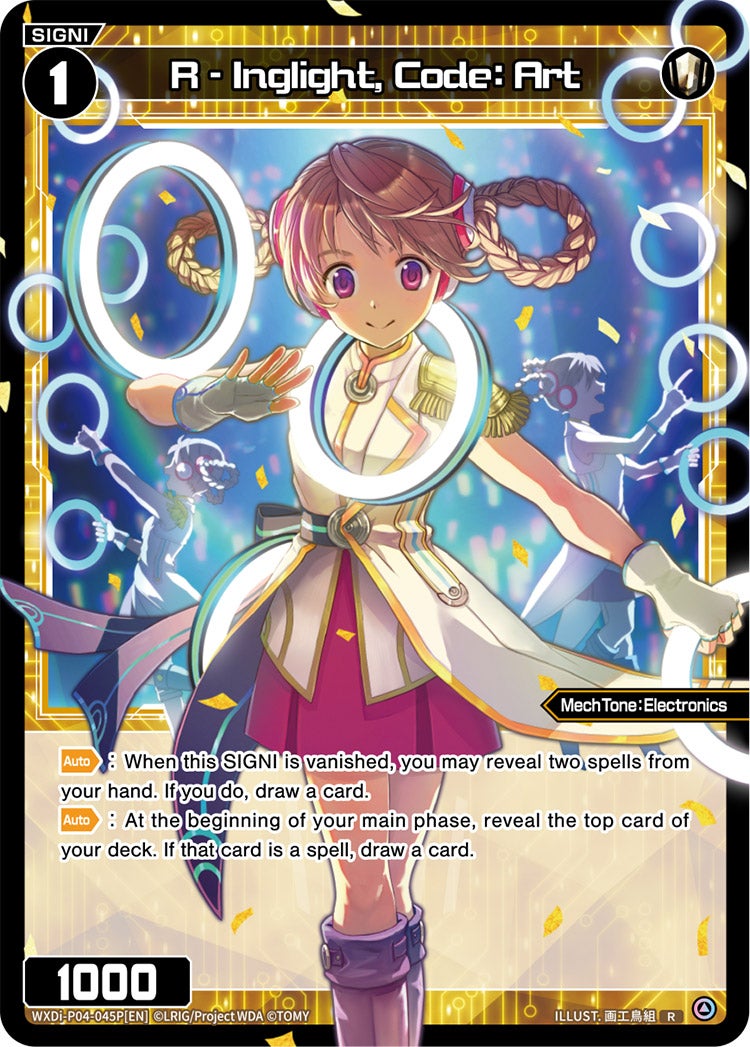 SIGNI
1
R - Inglight, Code: Art
MechTone:Electronics
Auto : When this SIGNI is vanished, you may reveal two spells from
your hand. If you do, draw a card.
Auto : At the beginning of your main phase, reveal the top card of
your deck. If that card is a spell, draw a card.
1000
WXDi-P04-045P[EN] ©LRIG/Project WDA ©TOMY
ILLUST. 画工鳥組 R